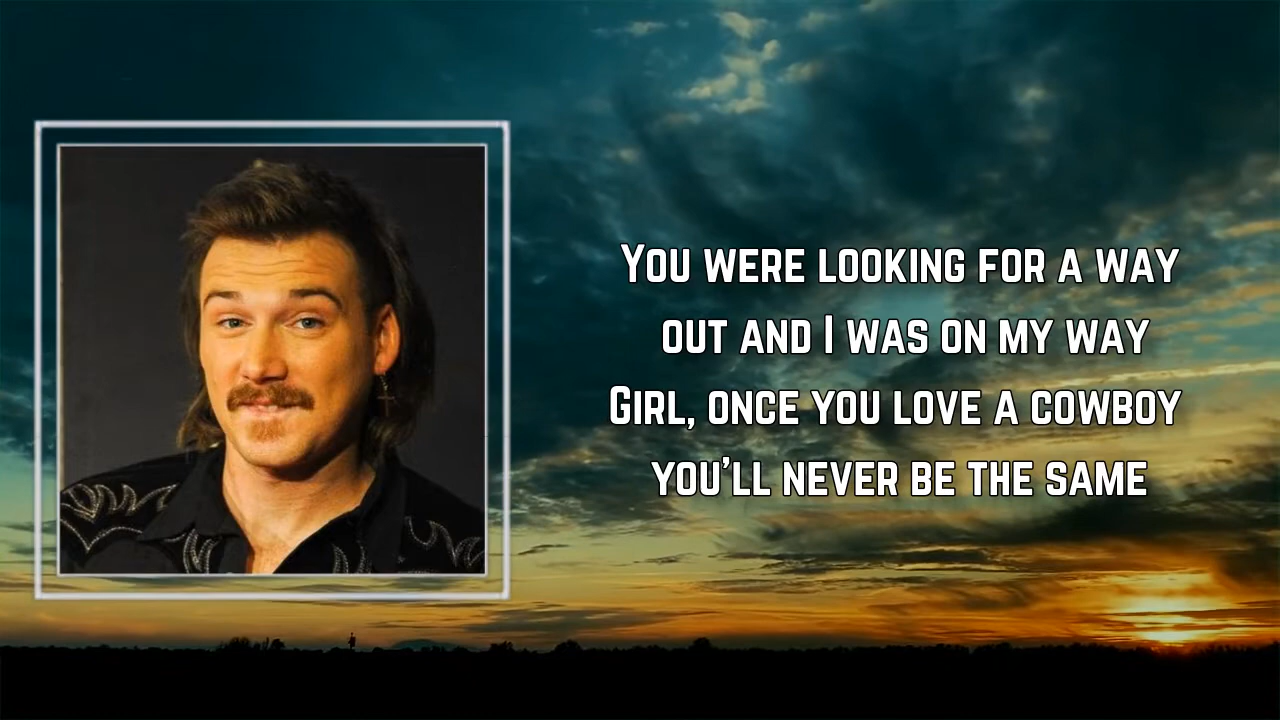 You were looking for a way
out and I was on my way
Girl, once you love a cowboy
you'll never be the same